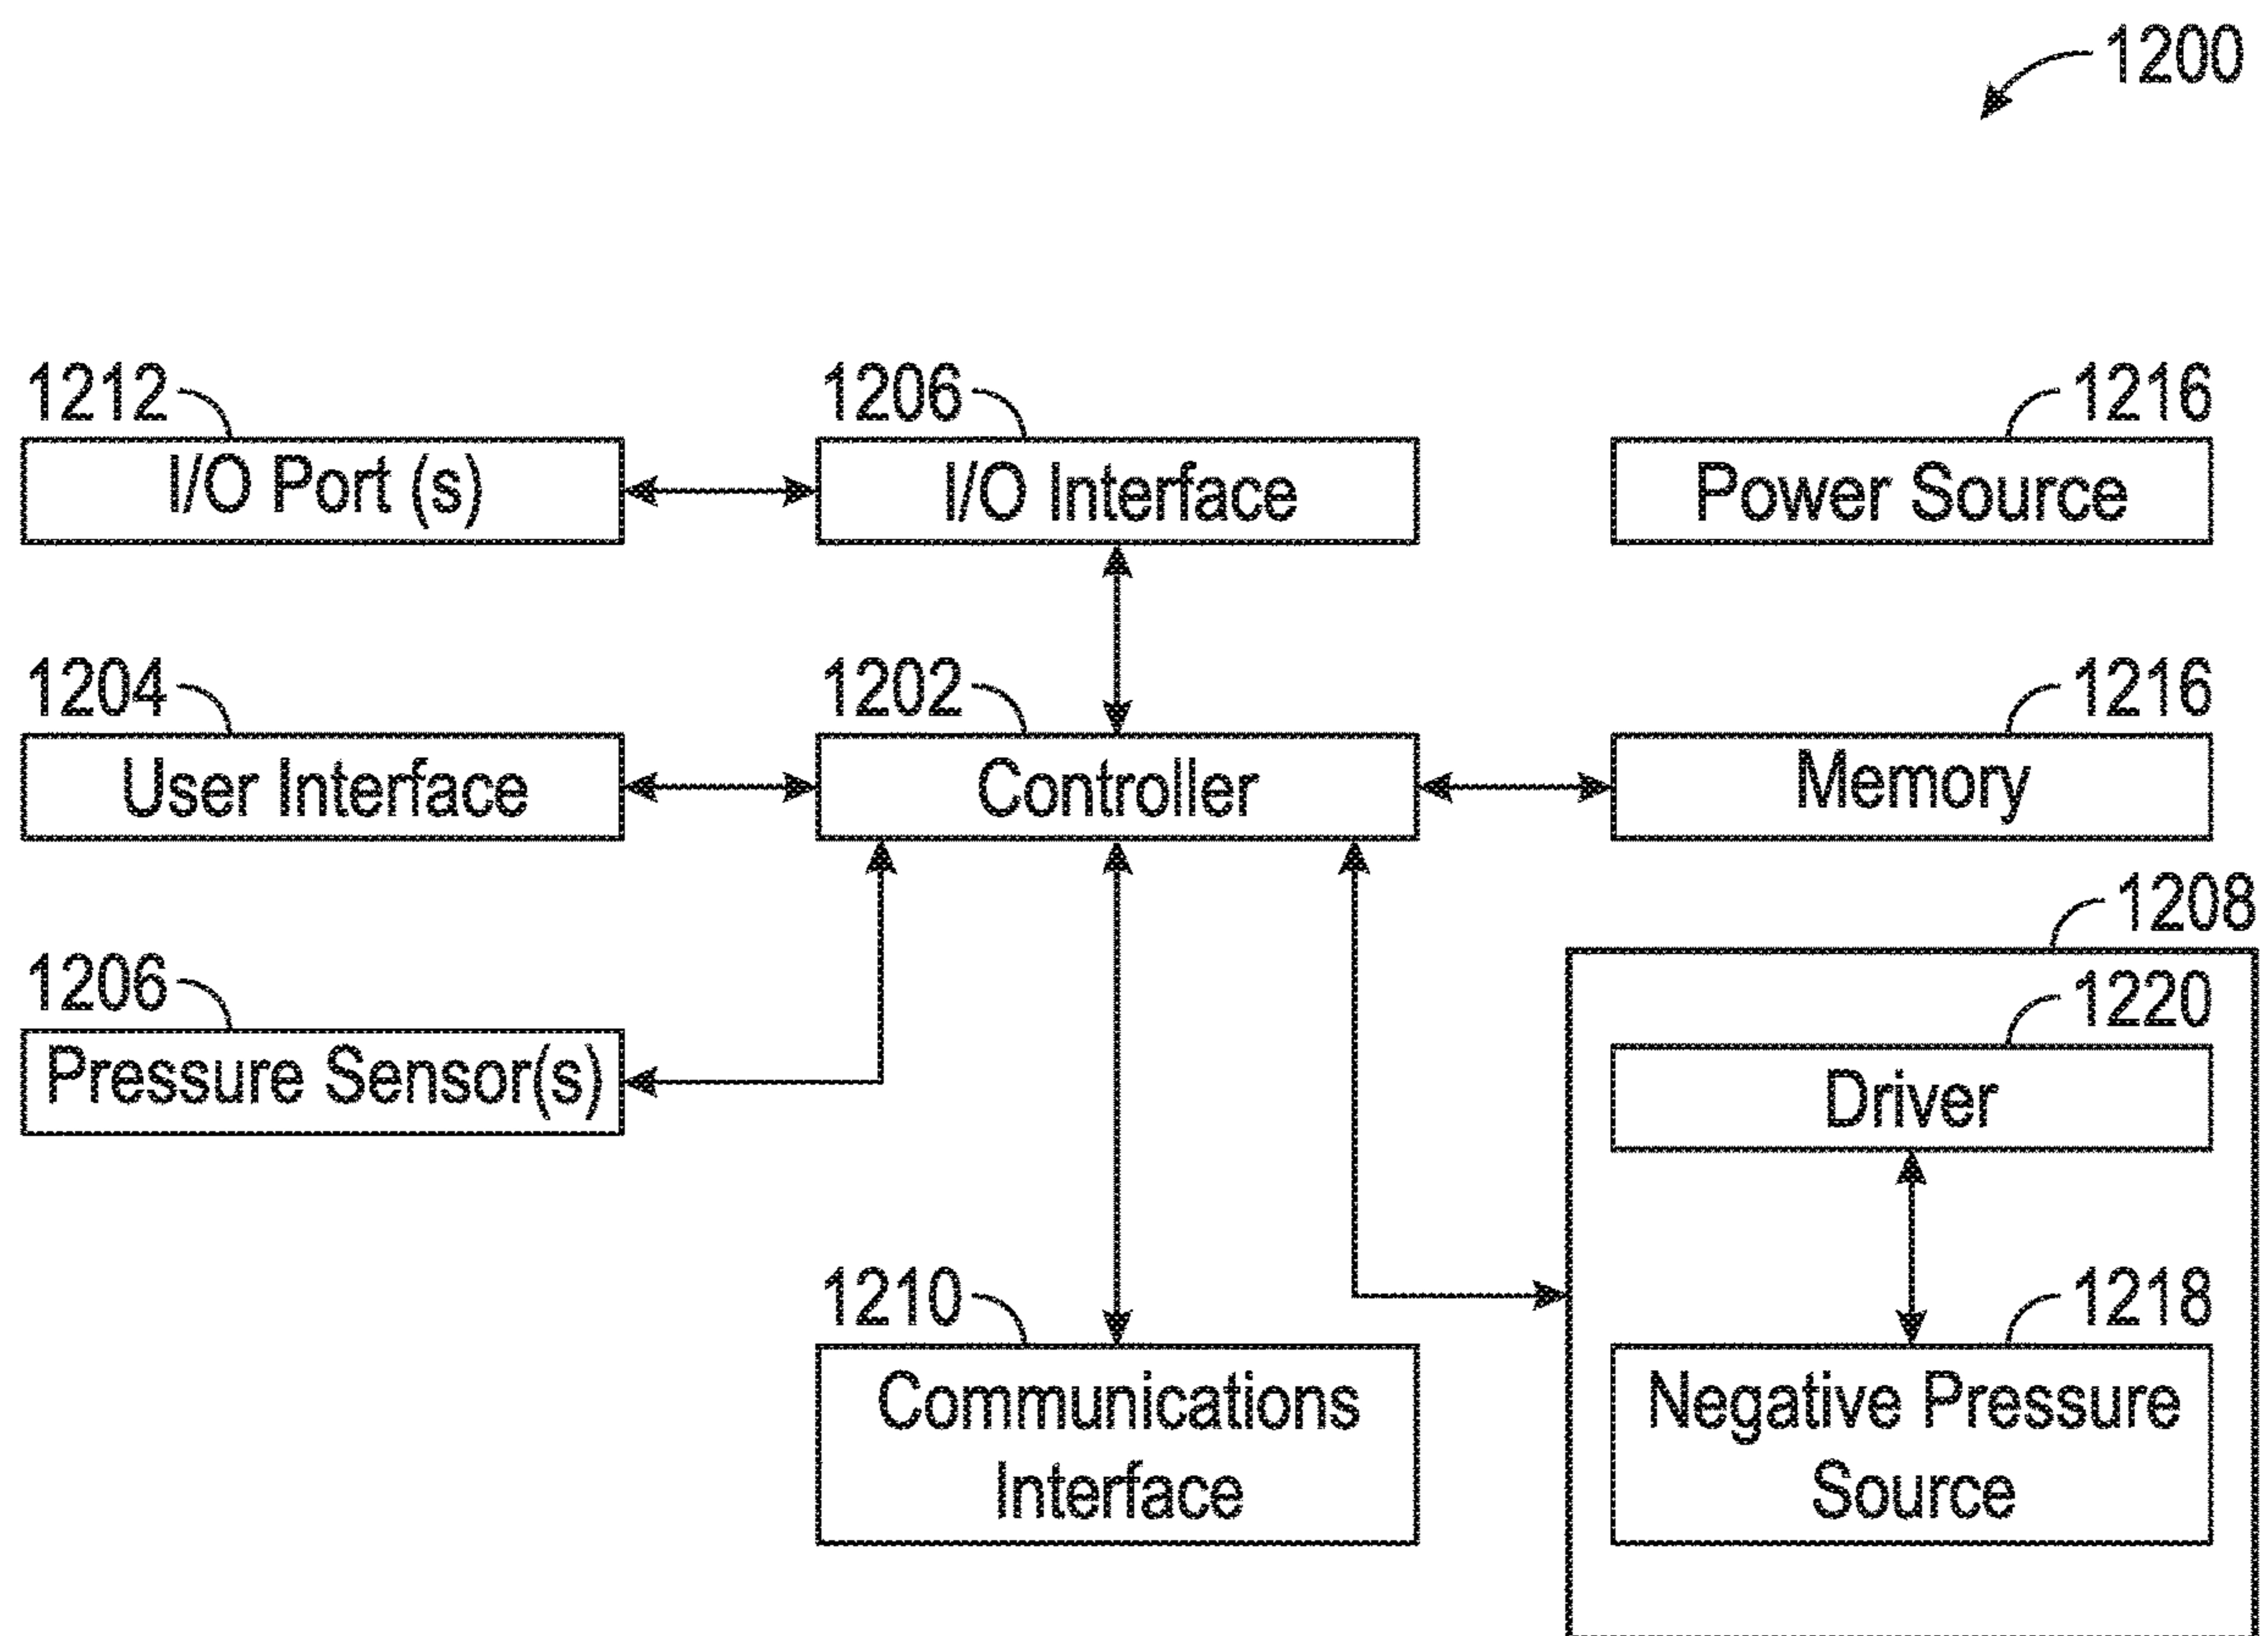 1200
1212
I/O Port (s)
1206
I/O Interface
1216
Power Source
1204
User Interface
1202
Controller
1216
Memory
1206
Pressure Sensor(s)
1208
1220
Driver
1210
Communications
Interface
1218
Negative Pressure
Source